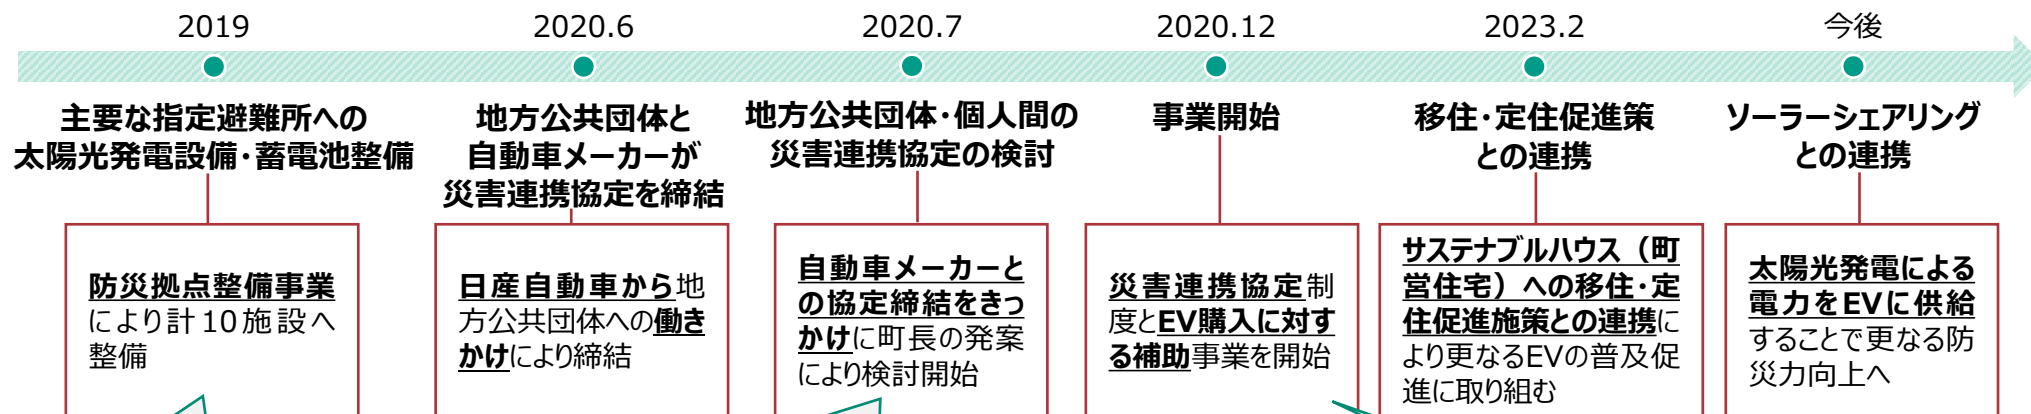 2019
2020.6
2020.7
2020.12
2023.2
今後
主要な指定避難所への
太陽光発電設備・蓄電池整備
地方公共団体と
自動車メーカーが
災害連携協定を締結
地方公共団体・個人間の
災害連携協定の検討
事業開始
移住・定住促進策
との連携
ソーラーシェアリング
との連携
防災拠点整備事業
により計10施設へ
整備
日産自動車から地
方公共団体への働き
かけにより締結
自動車メーカーと
の協定締結をきっ
かけに町長の発案
により検討開始
災害連携協定制
度とEV購入に対す
る補助事業を開始
サステナブルハウス（町
営住宅）への移住・定
住促進施策との連携に
より更なるEVの普及促
進に取り組む
太陽光発電による
電力をEVに供給
することで更なる防
災力向上へ